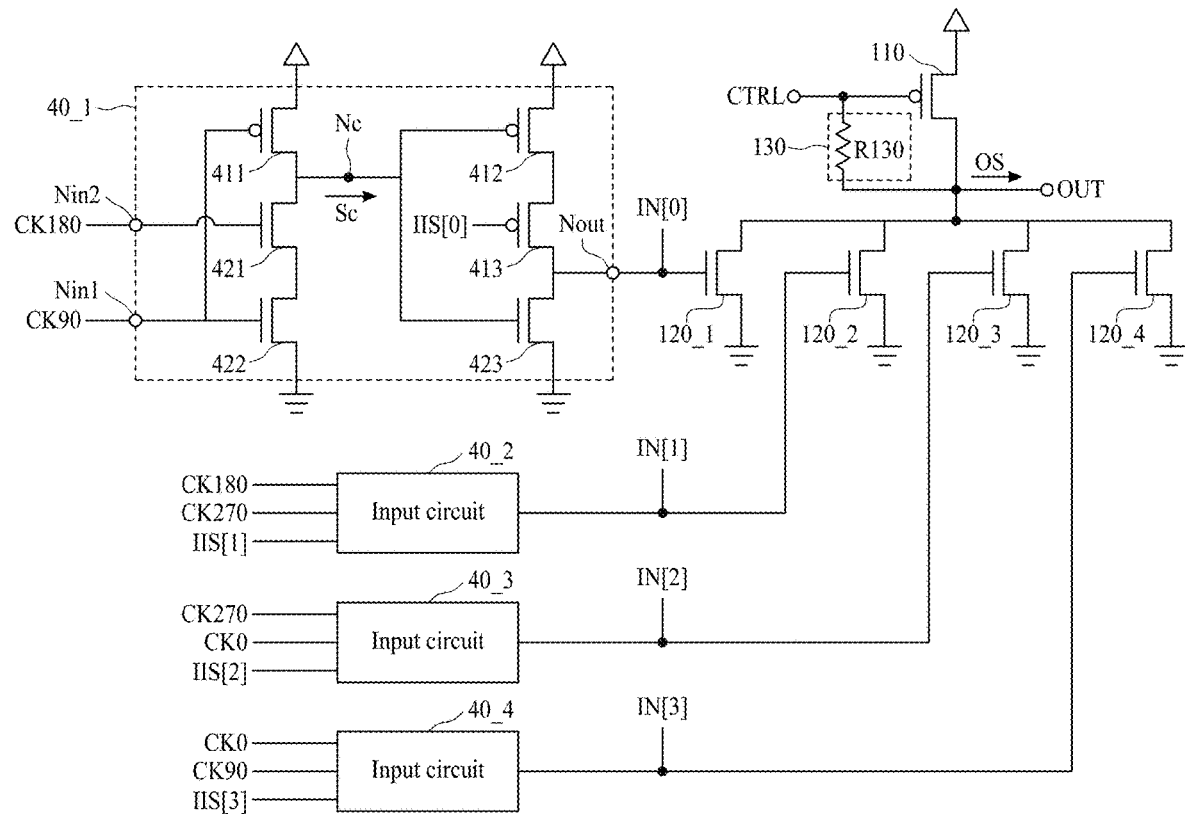 110
40_1
CTRL
Nc
130
R130
411
412
OS
OUT
Nin2
Sc
IN[0]
CK180
IIS[0]
Nout
421
413
Nin1
CK90
120_1
120_2
120_3
120_4
422
423
40_2
IN[1]
CK180
CK270
Input circuit
IIS[1]
40_3
IN[2]
CK270
CK0
Input circuit
IIS[2]
40_4
IN[3]
CK0
CK90
Input circuit
IIS[3]